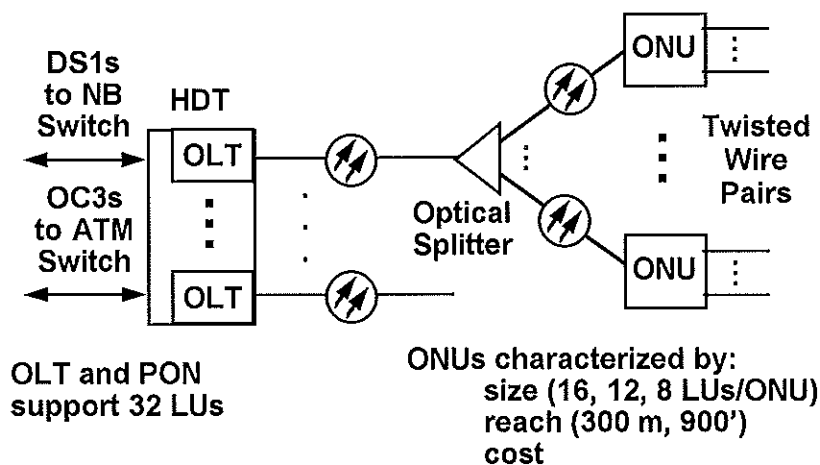 DS1s
to NB
Switch
HDT
OLT
OC3s
to ATM
Switch
OLT
Optical
Splitter
ONU
Twisted
Wire
Pairs
ONU
OLT and PON
support 32 LUs
ONUs characterized by:
size (16, 12, 8 LUs/ONU)
reach (300 m, 900')
cost